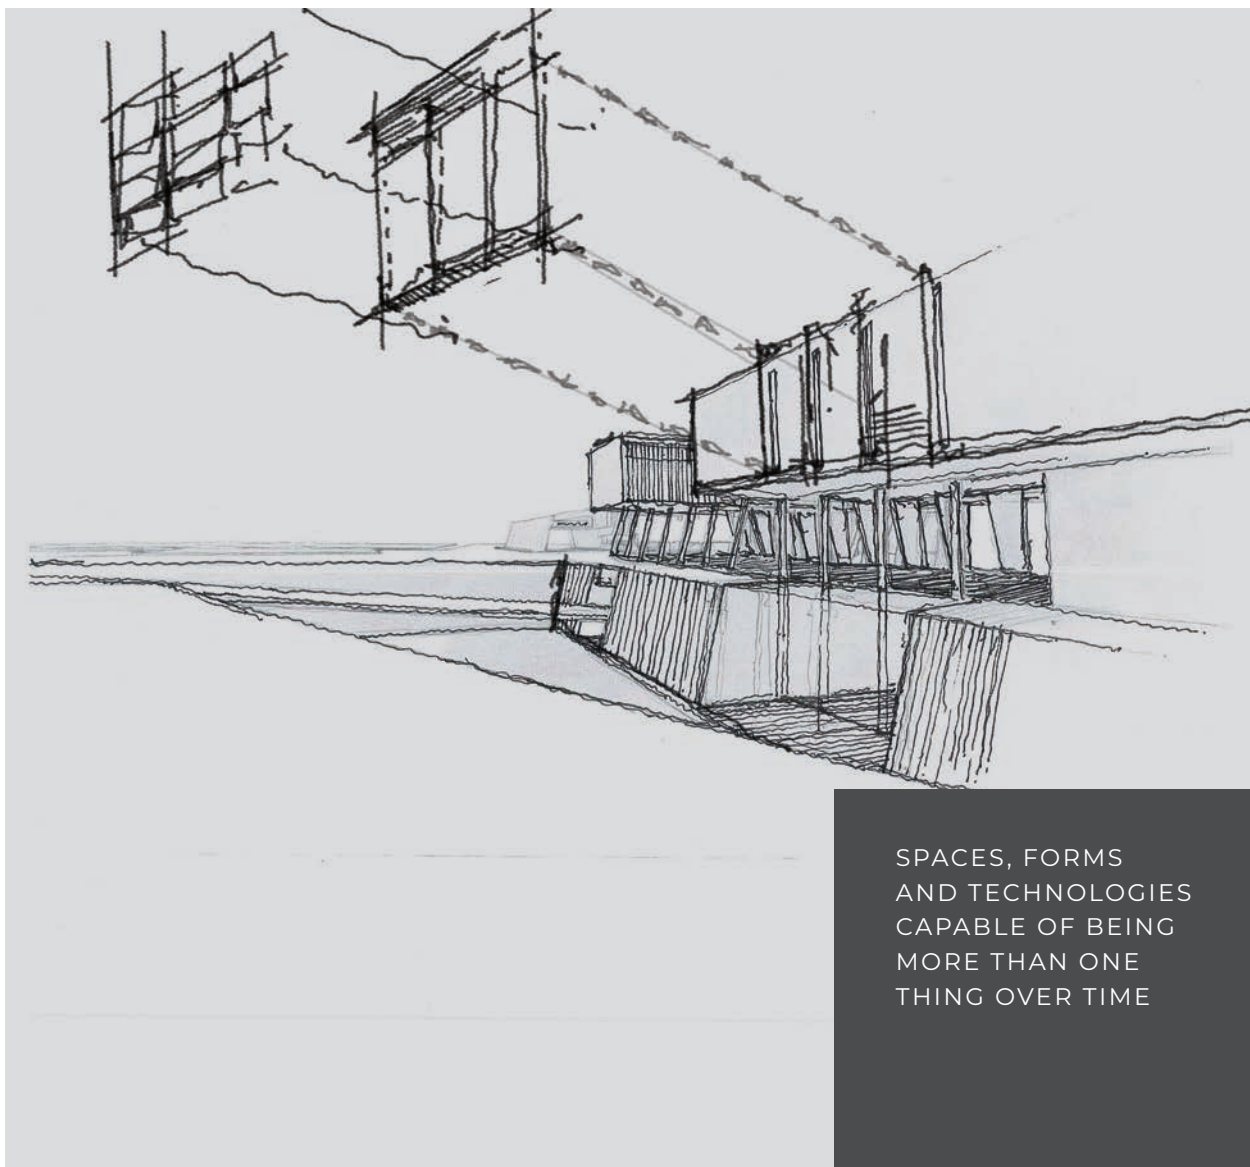 SPACES, FORMS
AND TECHNOLOGIES
CAPABLE OF BEING
MORE THAN ONE
THING OVER TIME